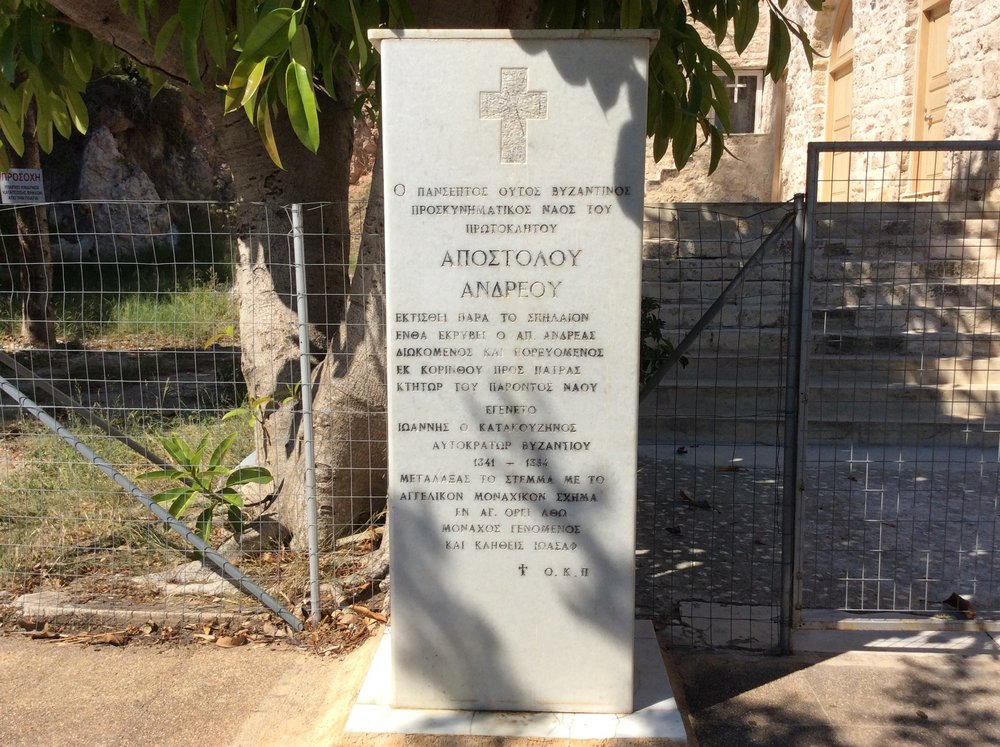 ΠΡΟΣΟΧΗ
Ο ΠΑΝΣΕΠΤΟΣ ΟΥΤΟΣ ΒΥΖΑΝΤΙΝΟΣ
ΠΡΟΣΚΥΝΗΜΑΤΙΚΟΣ ΝΑΟΣ ΤΟΥ
ΠΡΩΤΟΚΛΗΤΟΥ
ΑΠΟΣΤΟΛΟΥ
ΑΝΔΡΕΟΥ
ΕΚΤΙΣΘΕΙ ΠΑΡΑ ΤΟ ΣΠΗΛΑΙΟΝ
ΕΝΘΑ ΕΚΡΥΒΕΙ Ο ΑΠ. ΑΝΔΡΕΑΣ
ΔΙΩΚΟΜΕΝΟΣ ΚΑΙ ΠΟΡΕΥΟΜΕΝΟΣ
ΕΚ ΚΟΡΙΝΘΟΥ ΠΡΟΣ ΠΑΤΡΑΣ
ΚΤΗΤΩΡ ΤΟΥ ΠΑΡΟΝΤΟΣ ΝΑΟΥ
ΕΓΕΝΕΤΟ
ΙΩΑΝΝΗΣ Ο ΚΑΤΑΚΟΥΖΗΝΟΣ
ΑΥΤΟΚΡΑΤΩΡ ΒΥΖΑΝΤΙΟΥ
1341 - 1354
ΜΕΤΑΛΑΞΑΣ ΤΟ ΣΤΕΜΜΑ ΜΕ ΤΟ
ΑΓΓΕΛΙΚΟΝ ΜΟΝΑΧΙΚΟΝ ΣΧΗΜΑ
ΕΝ ΑΓ. ΟΡΕΙ ΑΘΩ
ΜΟΝΑΧΟΣ ΓΕΝΟΜΕΝΟΣ
ΚΑΙ ΚΛΗΘΕΙΣ ΙΩΑΣΑΦ
† Ο. Κ. Π